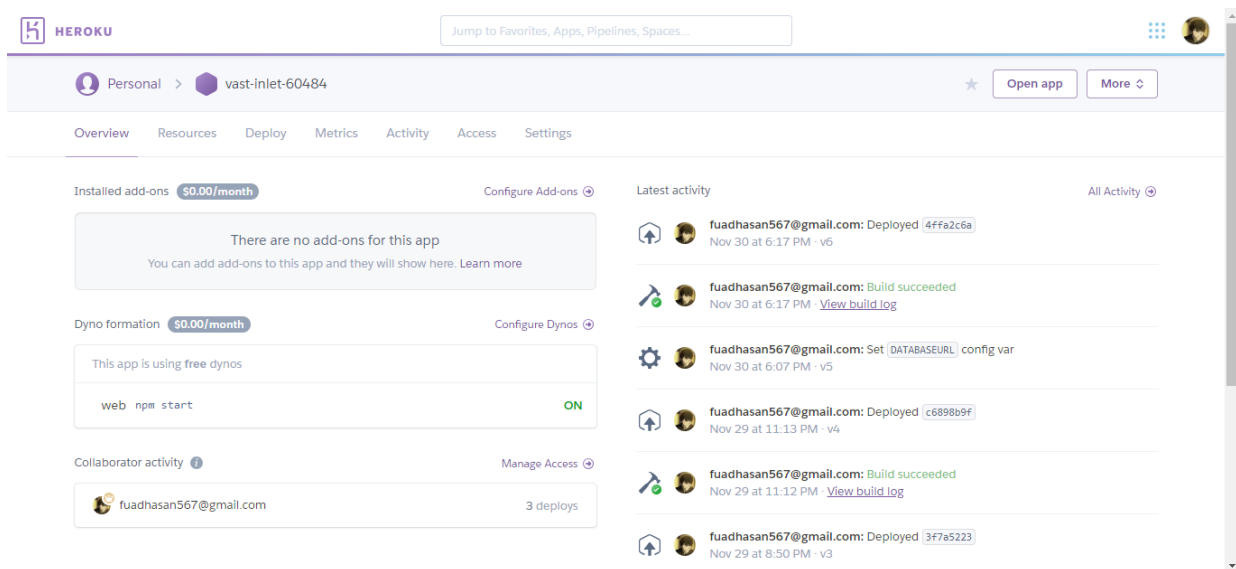 HEROKU
Jump to Favorites, Apps, Pipelines, Spaces...
Personal > vast-inlet-60484
Open app
More
Overview Resources Deploy Metrics Activity Access Settings
Installed add-ons $0.00/month Configure Add-ons
There are no add-ons for this app
You can add add-ons to this app and they will show here. Learn more
Dyno formation $0.00/month Configure Dynos
This app is using free dynos
web npm start ON
Collaborator activity Manage Access
fuadhasan567@gmail.com 3 deploys
Latest activity All Activity
fuadhasan567@gmail.com: Deployed 4ffa2c6a
Nov 30 at 6:17 PM · v6
fuadhasan567@gmail.com: Build succeeded
Nov 30 at 6:17 PM · View build log
fuadhasan567@gmail.com: Set DATABASEURL config var
Nov 30 at 6:07 PM · v5
fuadhasan567@gmail.com: Deployed c6898b9f
Nov 29 at 11:13 PM · v4
fuadhasan567@gmail.com: Build succeeded
Nov 29 at 11:12 PM · View build log
fuadhasan567@gmail.com: Deployed 3f7a5223
Nov 29 at 8:50 PM · v3